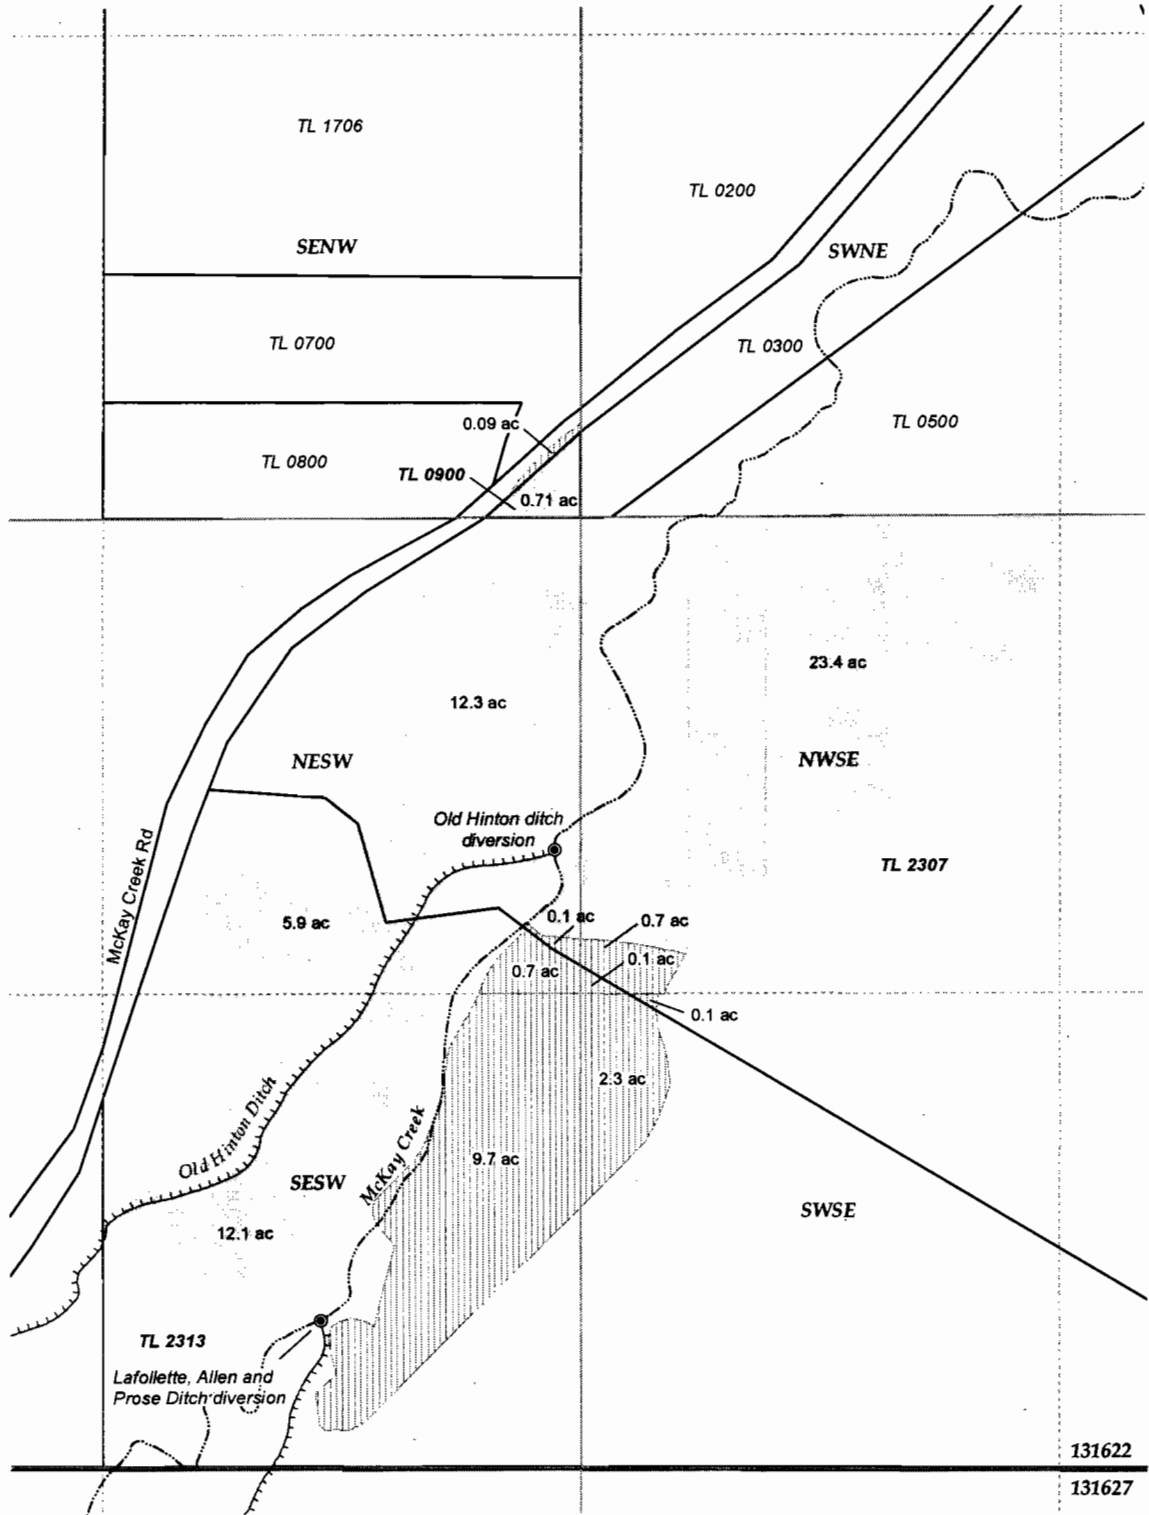 TL 1706
TL 0200
SENW
SWNE
TL 0700
TL 0300
0.09 ac
TL 0500
TL 0800
TL 0900
0.71 ac
23.4 ac
12.3 ac
NESW
NWSE
Old Hinton ditch
diversion
McKay Creek Rd
TL 2307
5.9 ac
0.1 ac
0.7 ac
0.7 ac
0.1 ac
0.1 ac
2.3 ac
Old Hinton Ditch
McKay Creek
9.7 ac
SESW
SWSE
12.1 ac
TL 2313
Lafollette, Allen and
Prose Ditch diversion
131622
131627